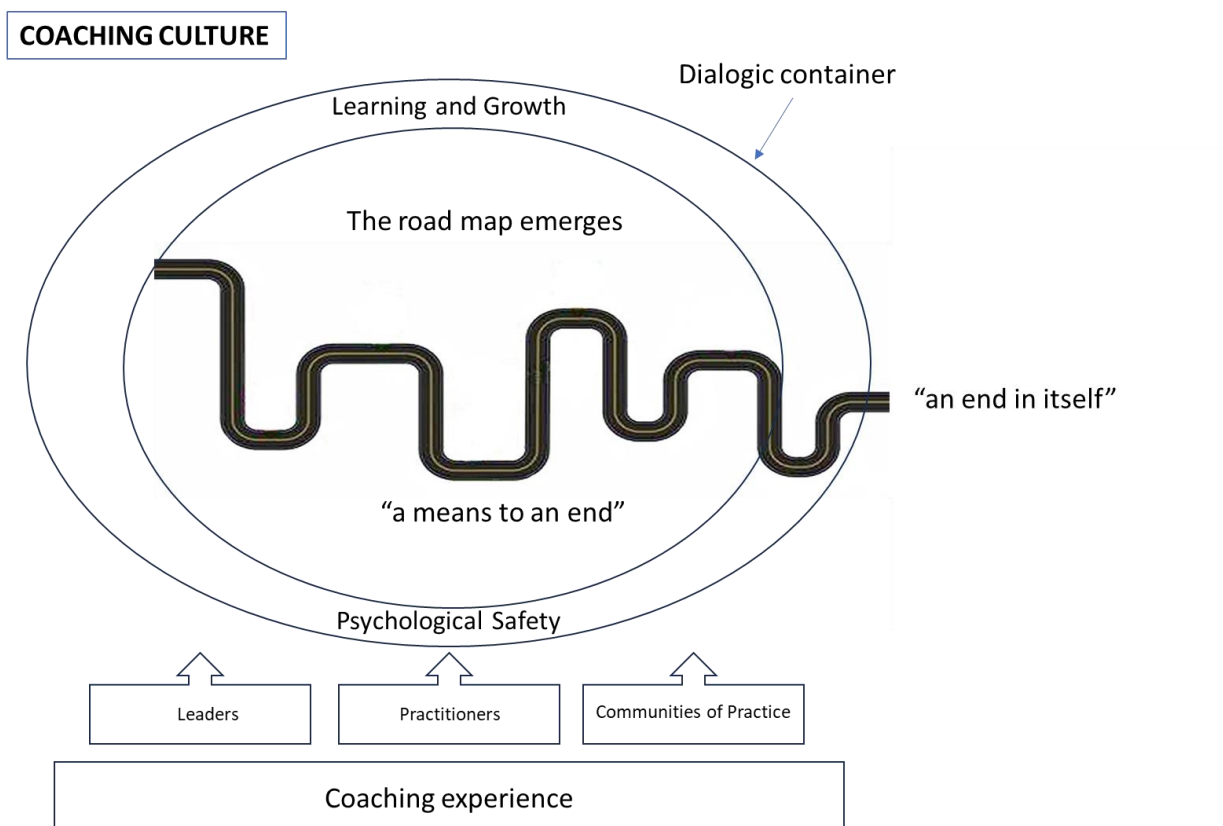 COACHING CULTURE
Dialogic container
Learning and Growth
The road map emerges
“an end in itself”
“a means to an end”
Psychological Safety
Leaders
Practitioners
Communities of Practice
Coaching experience